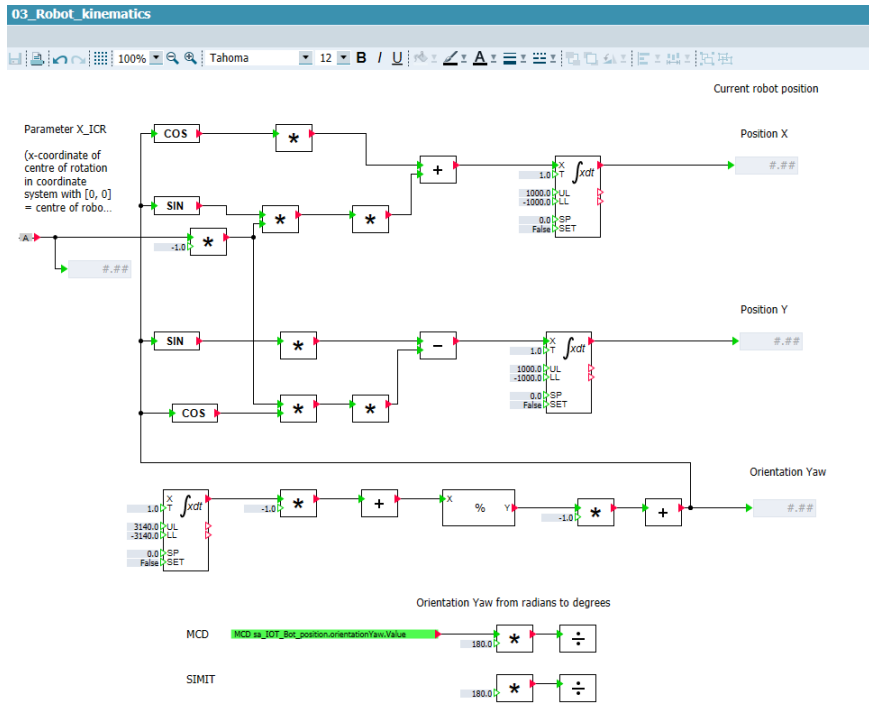 03_Robot_kinematics
100% Tahoma 12 B I U A
Current robot position
Parameter X_ICR
(x-coordinate of
centre of rotation
in coordinate
system with [0, 0]
= centre of robo...
A
#.##
COS
*
+
X
1.0 T
∫xdt
1000.0 UL
-1000.0 LL
0.0 SP
False SET
Position X
#.##
SIN
*
*
-1.0
*
Position Y
SIN
*
−
X
1.0 T
∫xdt
1000.0 UL
-1000.0 LL
0.0 SP
False SET
#.##
COS
*
*
Orientation Yaw
X
1.0 T
∫xdt
3140.0 UL
-3140.0 LL
0.0 SP
False SET
-1.0
*
+
X % Y
-1.0
*
+
#.##
Orientation Yaw from radians to degrees
MCD
MCD sa_IOT_Bot_position.orientationYaw.Value
180.0
*
÷
SIMIT
180.0
*
÷